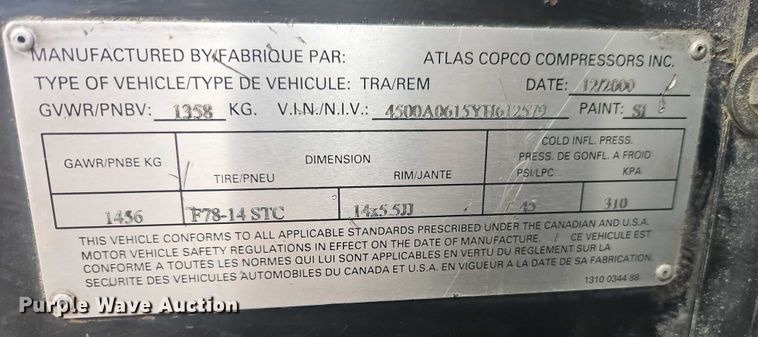 MANUFACTURED BY/FABRIQUE PAR: ATLAS COPCO COMPRESSORS INC.
TYPE OF VEHICLE/TYPE DE VEHICULE: TRA/REM DATE: 12/2000
GVWR/PNBV: 1358 KG. V.I.N./N.I.V.: 4500A0615YH612579 PAINT: S1
COLD INFL. PRESS.
GAWR/PNBE KG DIMENSION PRESS. DE GONFL. A FROID
TIRE/PNEU RIM/JANTE PSI/LPC KPA
1456 F78-14 STC 14x5.5JJ 45 310
THIS VEHICLE CONFORMS TO ALL APPLICABLE STANDARDS PRESCRIBED UNDER THE CANADIAN AND U.S.A.
MOTOR VEHICLE SAFETY REGULATIONS IN EFFECT ON THE DATE OF MANUFACTURE. / CE VEHICULE EST
CONFORME A TOUTES LES NORMES QUI LUI SONT APPLICABLES EN VERTU DU REGLEMENT SUR LA
SECURITE DES VEHICULES AUTOMOBILES DU CANADA ET U.S.A. EN VIGUEUR A LA DATE DE SA FABRICATION.
1310 0344 88
Purple Wave Auction